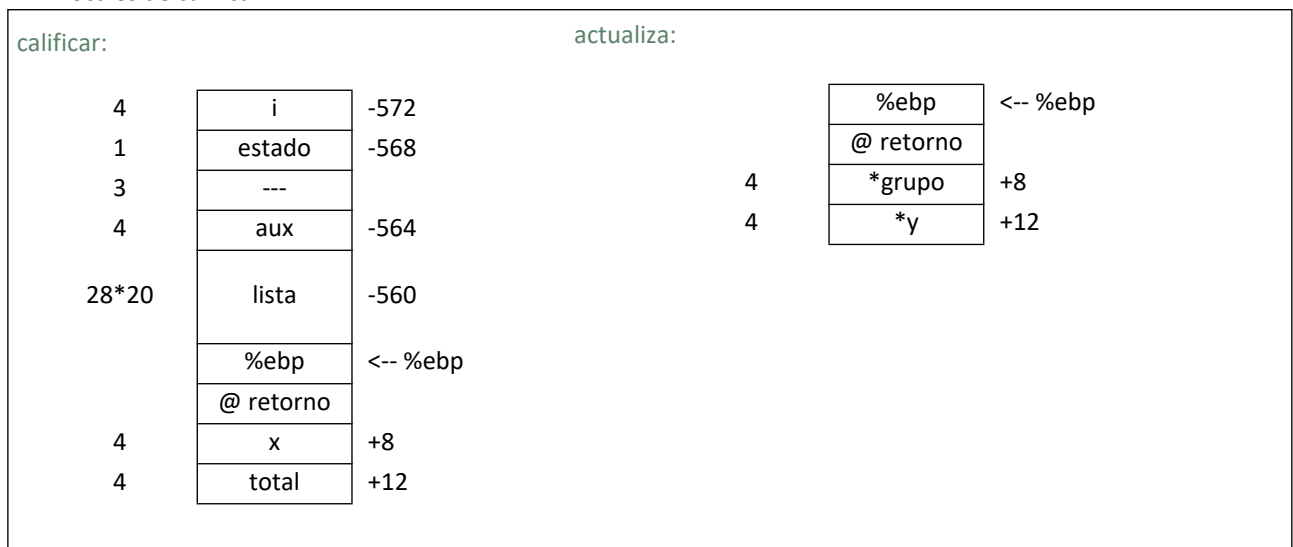 calificar:
4 i -572
1 estado -568
3 ---
4 aux -564
28*20 lista -560
%ebp <-- %ebp
@ retorno
4 x +8
4 total +12
actualiza:
%ebp <-- %ebp
@ retorno
4 *grupo +8
4 *y +12